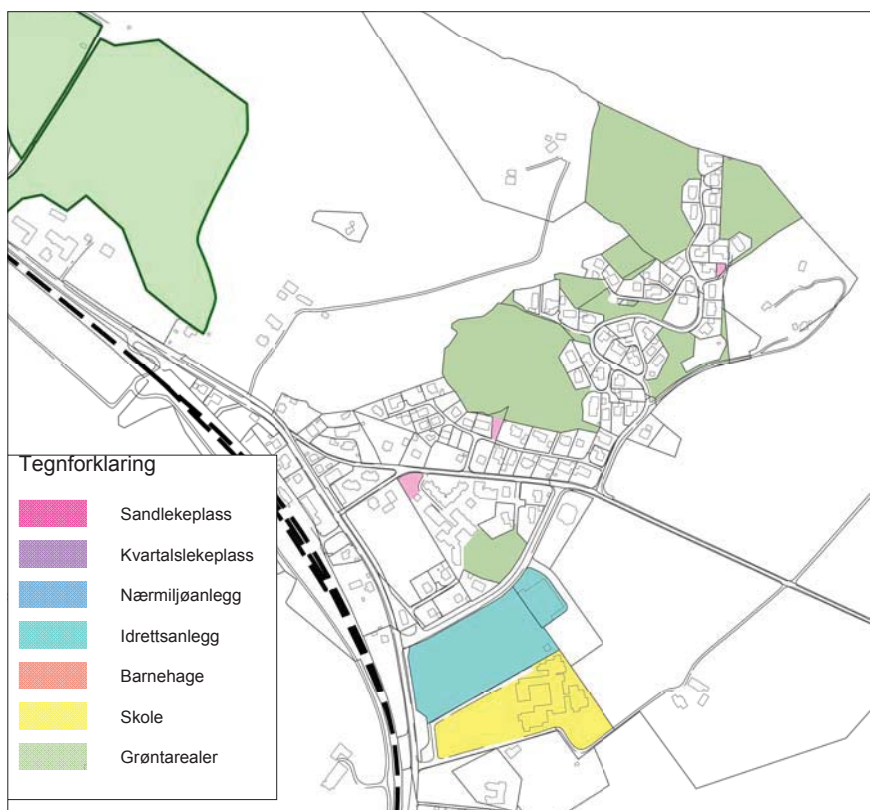 Tegnforklaring
Sandlekeplass
Kvartalslekeplass
Nærmiljøanlegg
Idrettsanlegg
Barnehage
Skole
Grøntarealer